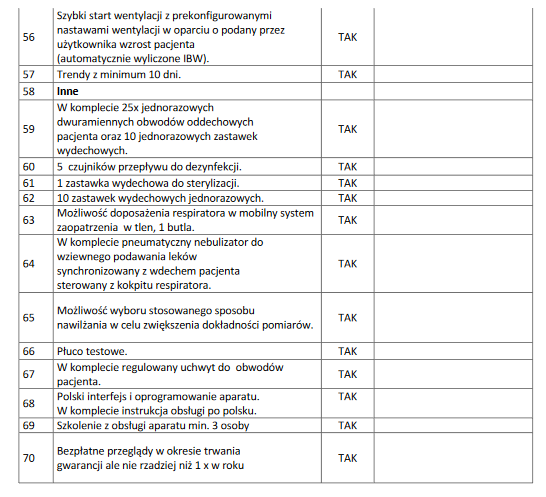 56
Szybki start wentylacji z prekonfigurowanymi
nastawami wentylacji w oparciu o podany przez
użytkownika wzrost pacjenta
(automatycznie wyliczone IBW).
TAK
57 Trendy z minimum 10 dni. TAK
58 Inne
59
W komplecie 25x jednorazowych
dwuramiennych obwodów oddechowych
pacjenta oraz 10 jednorazowych zastawek
wydechowych.
TAK
60 5 czujników przepływu do dezynfekcji. TAK
61 1 zastawka wydechowa do sterylizacji. TAK
62 10 zastawek wydechowych jednorazowych. TAK
63
Możliwość doposażenia respiratora w mobilny system
zaopatrzenia w tlen, 1 butla.
TAK
64
W komplecie pneumatyczny nebulizator do
wziewnego podawania leków
synchronizowany z wdechem pacjenta
sterowany z kokpitu respiratora.
TAK
65
Możliwość wyboru stosowanego sposobu
nawilżania w celu zwiększenia dokładności pomiarów.
TAK
66 Płuco testowe. TAK
67
W komplecie regulowany uchwyt do obwodów
pacjenta.
TAK
68
Polski interfejs i oprogramowanie aparatu.
W komplecie instrukcja obsługi po polsku.
TAK
69 Szkolenie z obsługi aparatu min. 3 osoby TAK
70
Bezpłatne przeglądy w okresie trwania
gwarancji ale nie rzadziej niż 1 x w roku
TAK